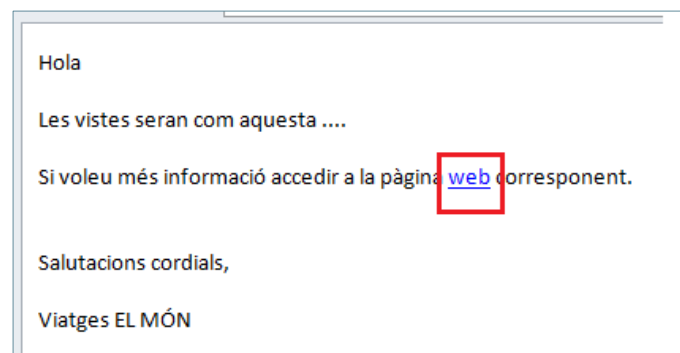 Hola
Les vistes seran com aquesta ....
Si voleu més informació accedir a la pàgina web corresponent.
Salutacions cordials,
Viatges EL MÓN